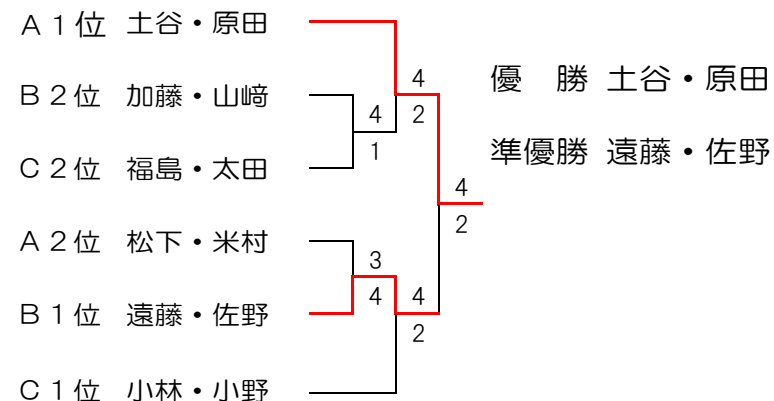 A1位 土谷・原田
B2位 加藤・山﨑
C2位 福島・太田
A2位 松下・米村
B1位 遠藤・佐野
C1位 小林・小野
4
1
3
4
4
2
4
2
4
2
優 勝 土谷・原田
準優勝 遠藤・佐野